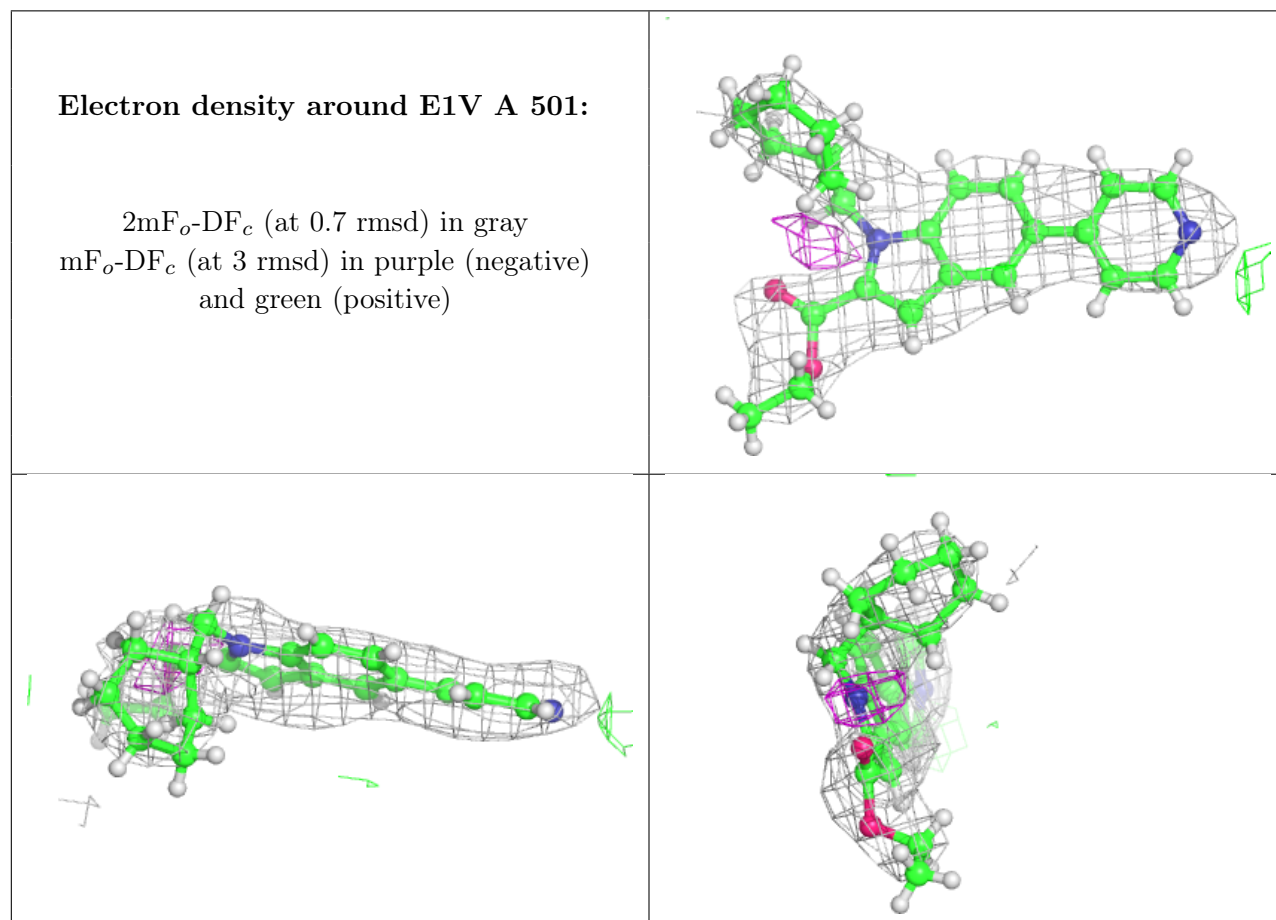 Electron density around E1V A 501:
2mFo-DFc (at 0.7 rmsd) in gray
mFo-DFc (at 3 rmsd) in purple (negative)
and green (positive)